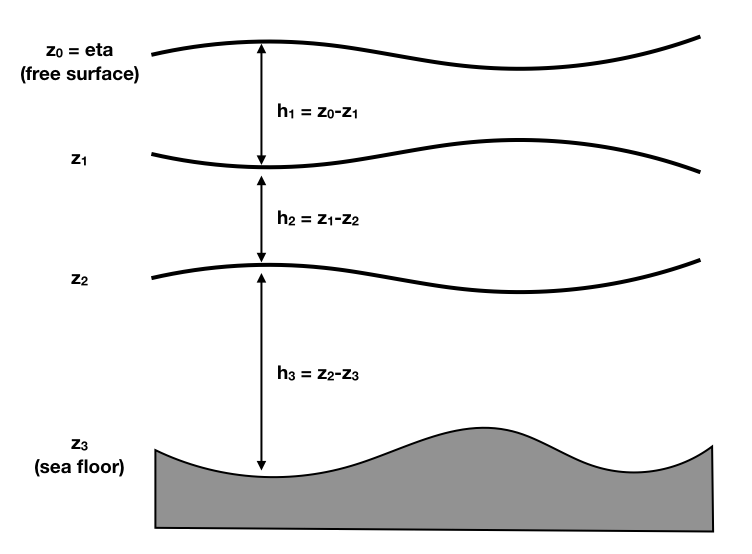 z₀ = eta
(free surface)
h₁ = z₀-z₁
z₁
h₂ = z₁-z₂
z₂
h₃ = z₂-z₃
z₃
(sea floor)